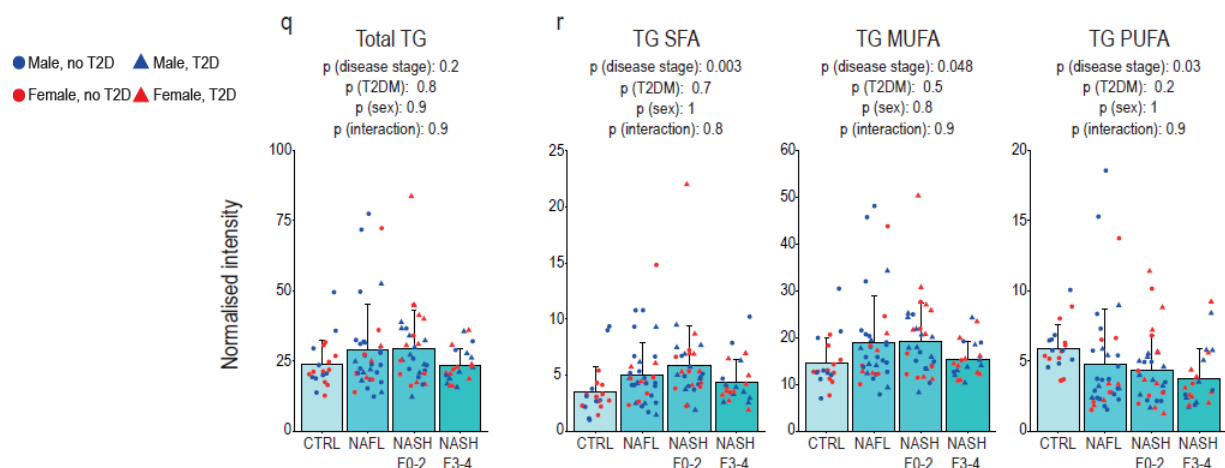 q
r
Male, no T2D Male, T2D
Female, no T2D Female, T2D
Total TG
p (disease stage): 0.2
p (T2DM): 0.8
p (sex): 0.9
p (interaction): 0.9
Normalised intensity
100
75
50
25
0
CTRL NAFL NASH NASH
F0-2 F3-4
TG SFA
p (disease stage): 0.003
p (T2DM): 0.7
p (sex): 1
p (interaction): 0.8
25
20
15
10
5
0
CTRL NAFL NASH NASH
F0-2 F3-4
TG MUFA
p (disease stage): 0.048
p (T2DM): 0.5
p (sex): 0.8
p (interaction): 0.9
60
50
40
30
20
10
0
CTRL NAFL NASH NASH
F0-2 F3-4
TG PUFA
p (disease stage): 0.03
p (T2DM): 0.2
p (sex): 1
p (interaction): 0.9
20
15
10
5
0
CTRL NAFL NASH NASH
F0-2 F3-4